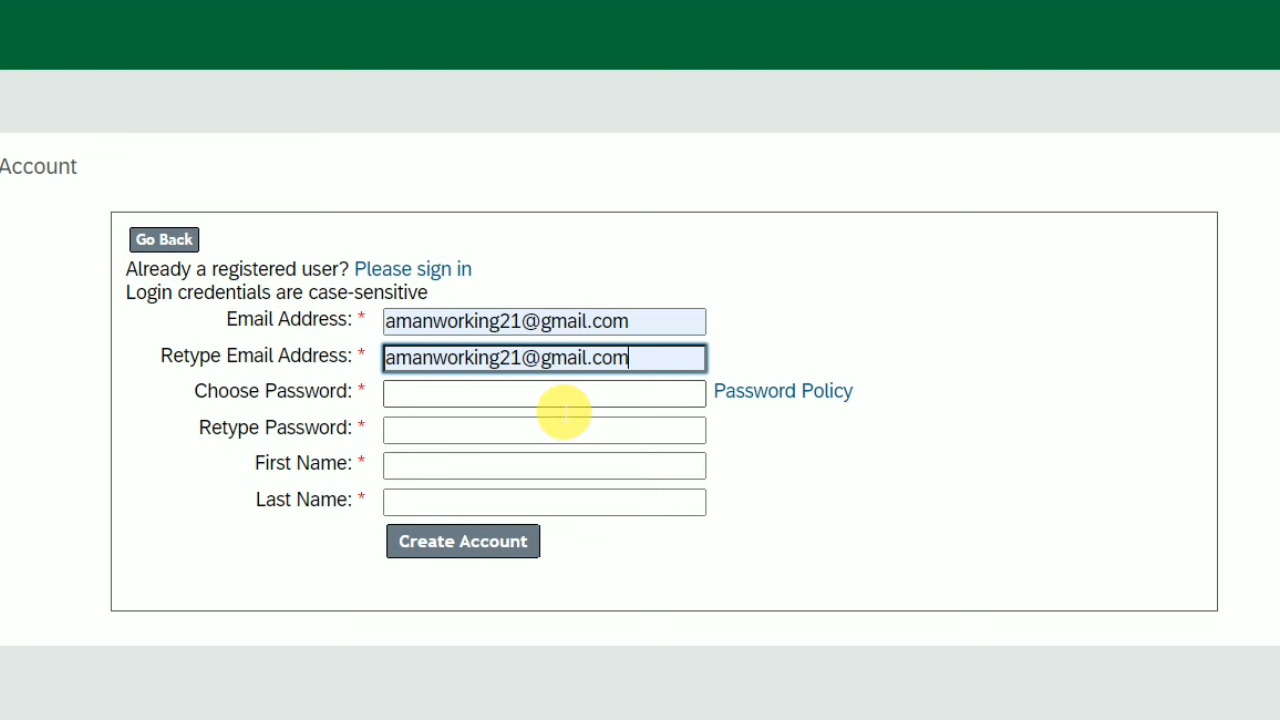 Account
Go Back
Already a registered user? Please sign in
Login credentials are case-sensitive
Email Address: * amanworking21@gmail.com
Retype Email Address: * amanworking21@gmail.com
Choose Password: * Password Policy
Retype Password: *
First Name: *
Last Name: *
Create Account